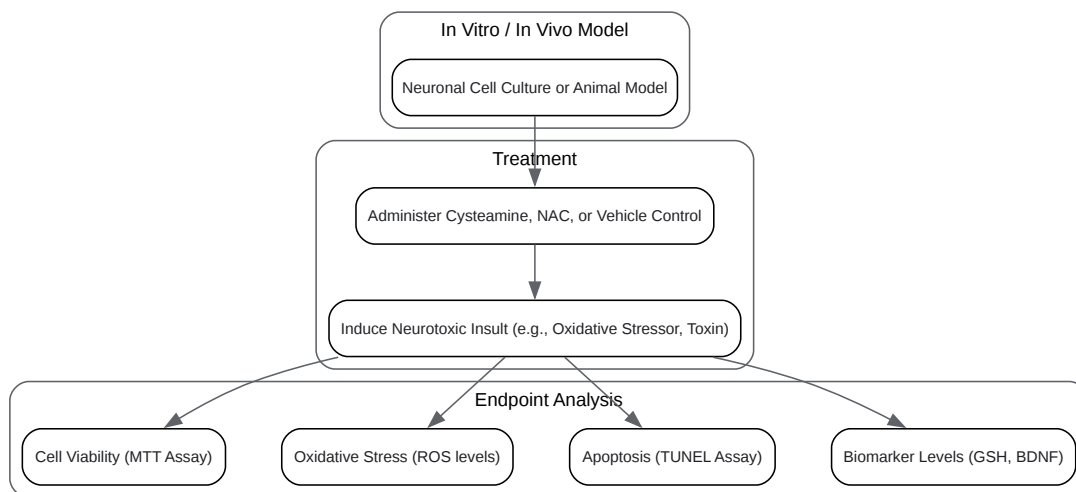 In Vitro / In Vivo Model
Neuronal Cell Culture or Animal Model
Treatment
Administer Cysteamine, NAC, or Vehicle Control
Induce Neurotoxic Insult (e.g., Oxidative Stressor, Toxin)
Endpoint Analysis
Cell Viability (MTT Assay)
Oxidative Stress (ROS levels)
Apoptosis (TUNEL Assay)
Biomarker Levels (GSH, BDNF)